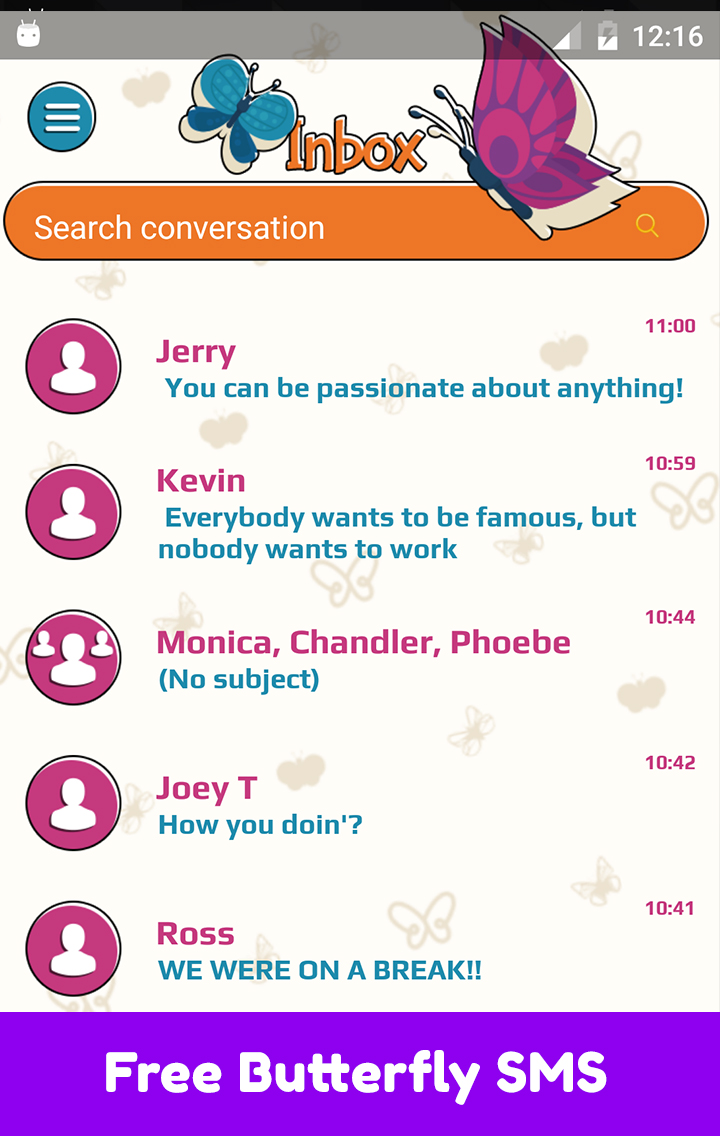 12:16
Inbox
Search conversation
11:00
Jerry
You can be passionate about anything!
10:59
Kevin
Everybody wants to be famous, but
nobody wants to work
10:44
Monica, Chandler, Phoebe
(No subject)
10:42
Joey T
How you doin'?
10:41
Ross
WE WERE ON A BREAK!!
Free Butterfly SMS